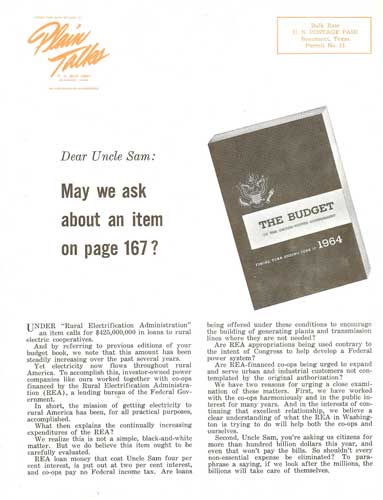 Plain
Talks
Bulk Rate
U. S. POSTAGE PAID
Beaumont, Texas
Permit No. 11
Dear Uncle Sam:
May we ask
about an item
on page 167?
THE BUDGET
OF THE UNITED STATES GOVERNMENT
FISCAL YEAR ENDING JUNE 30
1964
UNDER “Rural Electrification Administration”
an item calls for $425,000,000 in loans to rural
electric cooperatives.
And by referring to previous editions of your
budget book, we note that this amount has been
steadily increasing over the past several years.
Yet electricity now flows throughout rural
America. To accomplish this, investor-owned power
companies like ours worked together with co-ops
financed by the Rural Electrification Administra-
tion (REA), a lending bureau of the Federal Gov-
ernment.
In short, the mission of getting electricity to
rural America has been, for all practical purposes,
accomplished.
What then explains the continually increasing
expenditures of the REA?
We realize this is not a simple, black-and-white
matter. But we do believe this item ought to be
carefully evaluated.
REA loan money that cost Uncle Sam four per
cent interest, is put out at two per cent interest,
and co-ops pay no Federal income tax. Are loans
being offered under these conditions to encourage
the building of generating plants and transmission
lines where they are not needed?
Are REA appropriations being used contrary to
the intent of Congress to help develop a Federal
power system?
Are REA-financed co-ops being urged to expand
and serve urban and industrial customers not con-
templated by the original authorization?
We have two reasons for urging a close exami-
nation of these matters. First, we have worked
with the co-ops harmoniously and in the public in-
terest for many years. And in the interests of con-
tinuing that excellent relationship, we believe a
clear understanding of what the REA in Washing-
ton is trying to do will help both the co-ops and
ourselves.
Second, Uncle Sam, you're asking us citizens for
more than hundred billion dollars this year, and
even that won't pay the bills. So shouldn't every
non-essential expense be eliminated? To para-
phrase a saying, if we look after the millions, the
billions will take care of themselves.